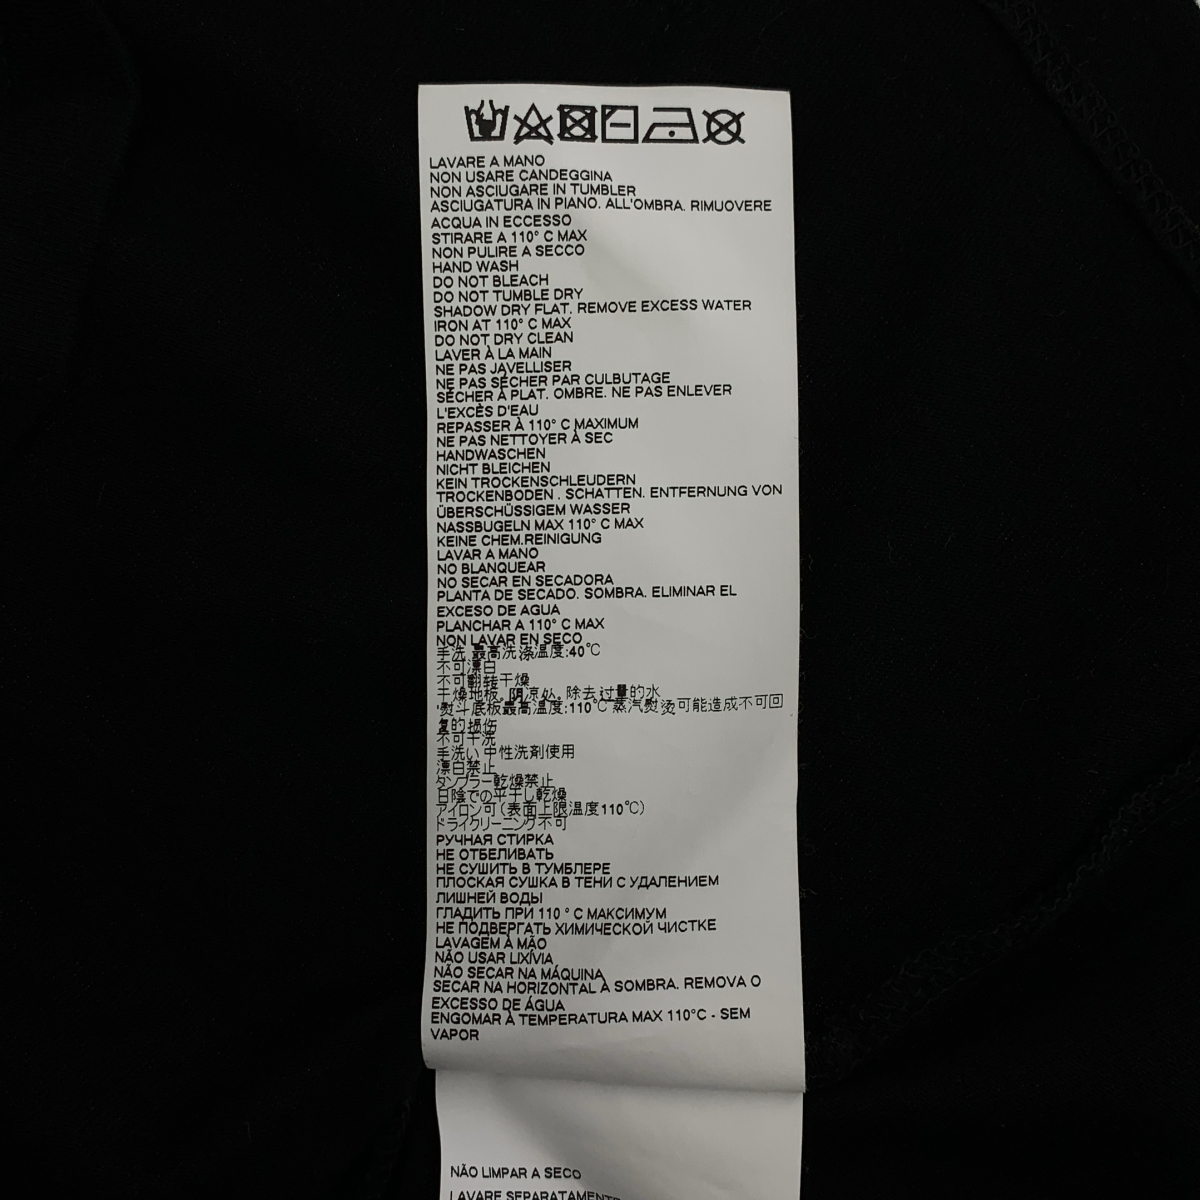 LAVARE A MANO
NON USARE CANDEGGINA
NON ASCIUGARE IN TUMBLER
ASCIUGATURA IN PIANO. ALL'OMBRA. RIMUOVERE
ACQUA IN ECCESSO
STIRARE A 110° C MAX
NON PULIRE A SECCO
HAND WASH
DO NOT BLEACH
DO NOT TUMBLE DRY
SHADOW DRY FLAT. REMOVE EXCESS WATER
IRON AT 110° C MAX
DO NOT DRY CLEAN
LAVER À LA MAIN
NE PAS JAVELLISER
NE PAS SÉCHER PAR CULBUTAGE
SÉCHER À PLAT. OMBRE. NE PAS ENLEVER
L'EXCÈS D'EAU
REPASSER À 110° C MAXIMUM
NE PAS NETTOYER À SEC
HANDWASCHEN
NICHT BLEICHEN
KEIN TROCKENSCHLEUDERN
TROCKENBODEN . SCHATTEN. ENTFERNUNG VON
ÜBERSCHÜSSIGEM WASSER
NASSBUGELN MAX 110° C MAX
KEINE CHEM.REINIGUNG
LAVAR A MANO
NO BLANQUEAR
NO SECAR EN SECADORA
PLANTA DE SECADO. SOMBRA. ELIMINAR EL
EXCESO DE AGUA
PLANCHAR A 110° C MAX
NON LAVAR EN SECO
手洗 最高洗涤温度:40℃
不可漂白
不可翻转干燥
干燥地板。阴凉处。除去过量的水
'熨斗底板最高温度:110℃蒸汽熨烫可能造成不可回
复的损伤
不可干洗
手洗い 中性洗剤使用
漂白禁止
タンブラー乾燥禁止
日陰での平干し乾燥
アイロン可(表面上限温度110℃)
ドライクリーニング不可
РУЧНАЯ СТИРКА
НЕ ОТБЕЛИВАТЬ
НЕ СУШИТЬ В ТУМБЛЕРЕ
ПЛОСКАЯ СУШКА В ТЕНИ С УДАЛЕНИЕМ
ЛИШНЕЙ ВОДЫ
ГЛАДИТЬ ПРИ 110 ° С МАКСИМУМ
НЕ ПОДВЕРГАТЬ ХИМИЧЕСКОЙ ЧИСТКЕ
LAVAGEM À MÃO
NÃO USAR LIXÍVIA
NÃO SECAR NA MÁQUINA
SECAR NA HORIZONTAL À SOMBRA. REMOVA O
EXCESSO DE ÁGUA
ENGOMAR À TEMPERATURA MAX 110°C - SEM
VAPOR
NÃO LIMPAR A SECO
LAVARE